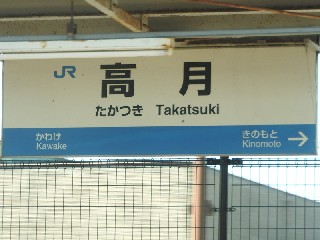 JR 高月
たかつき Takatsuki
かわけ きのもと
Kawake Kinomoto →